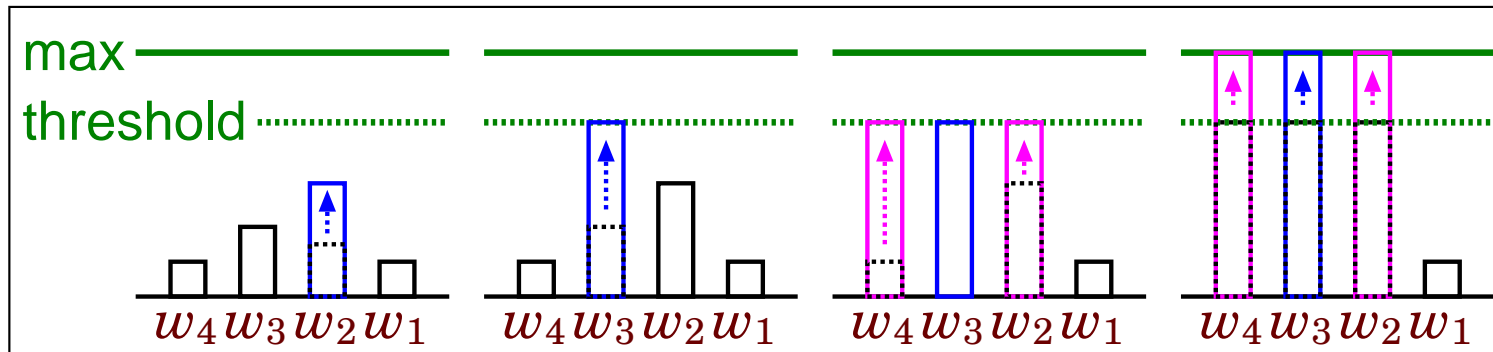 max
threshold
w₄ w₃ w₂ w₁ w₄ w₃ w₂ w₁ w₄ w₃ w₂ w₁ w₄ w₃ w₂ w₁